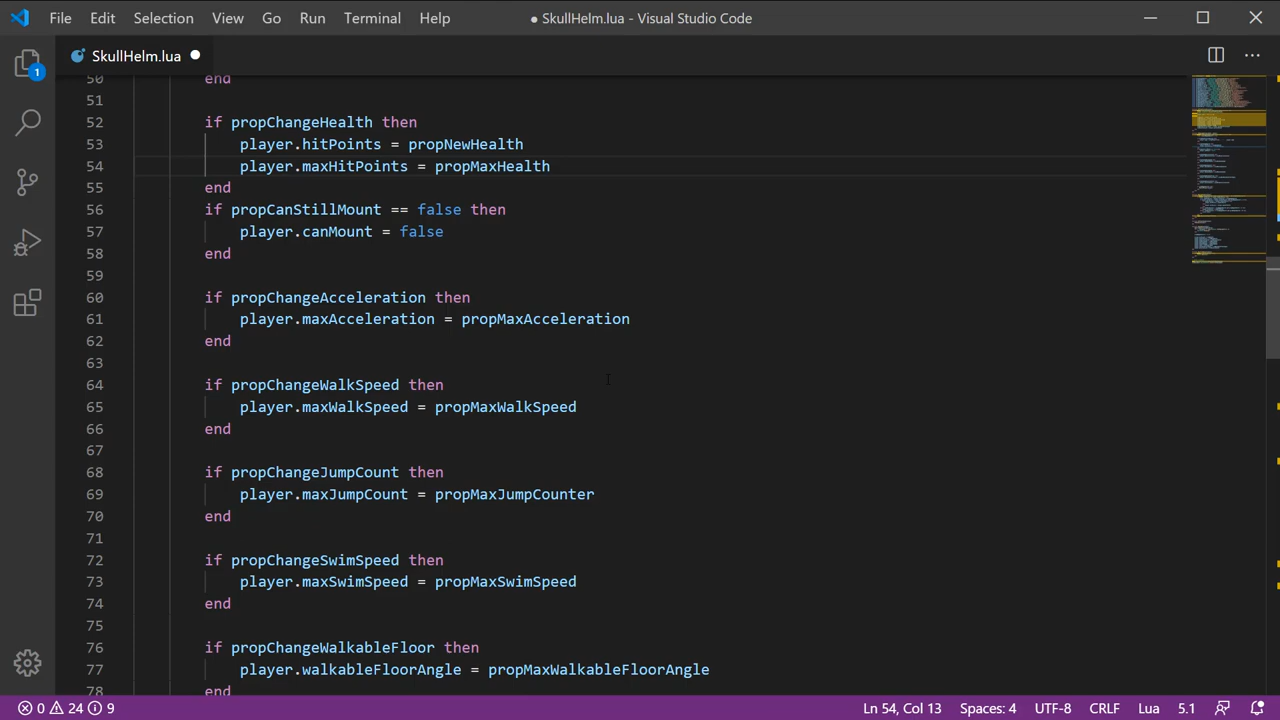 File Edit Selection View Go Run Terminal Help ● SkullHelm.lua - Visual Studio Code
SkullHelm.lua ●
1
50 end
51
52 if propChangeHealth then
53 player.hitPoints = propNewHealth
54 player.maxHitPoints = propMaxHealth
55 end
56 if propCanStillMount == false then
57 player.canMount = false
58 end
59
60 if propChangeAcceleration then
61 player.maxAcceleration = propMaxAcceleration
62 end
63
64 if propChangeWalkSpeed then
65 player.maxWalkSpeed = propMaxWalkSpeed
66 end
67
68 if propChangeJumpCount then
69 player.maxJumpCount = propMaxJumpCounter
70 end
71
72 if propChangeSwimSpeed then
73 player.maxSwimSpeed = propMaxSwimSpeed
74 end
75
76 if propChangeWalkableFloor then
77 player.walkableFloorAngle = propMaxWalkableFloorAngle
78 end
0 24 9 Ln 54, Col 13 Spaces: 4 UTF-8 CRLF Lua 5.1